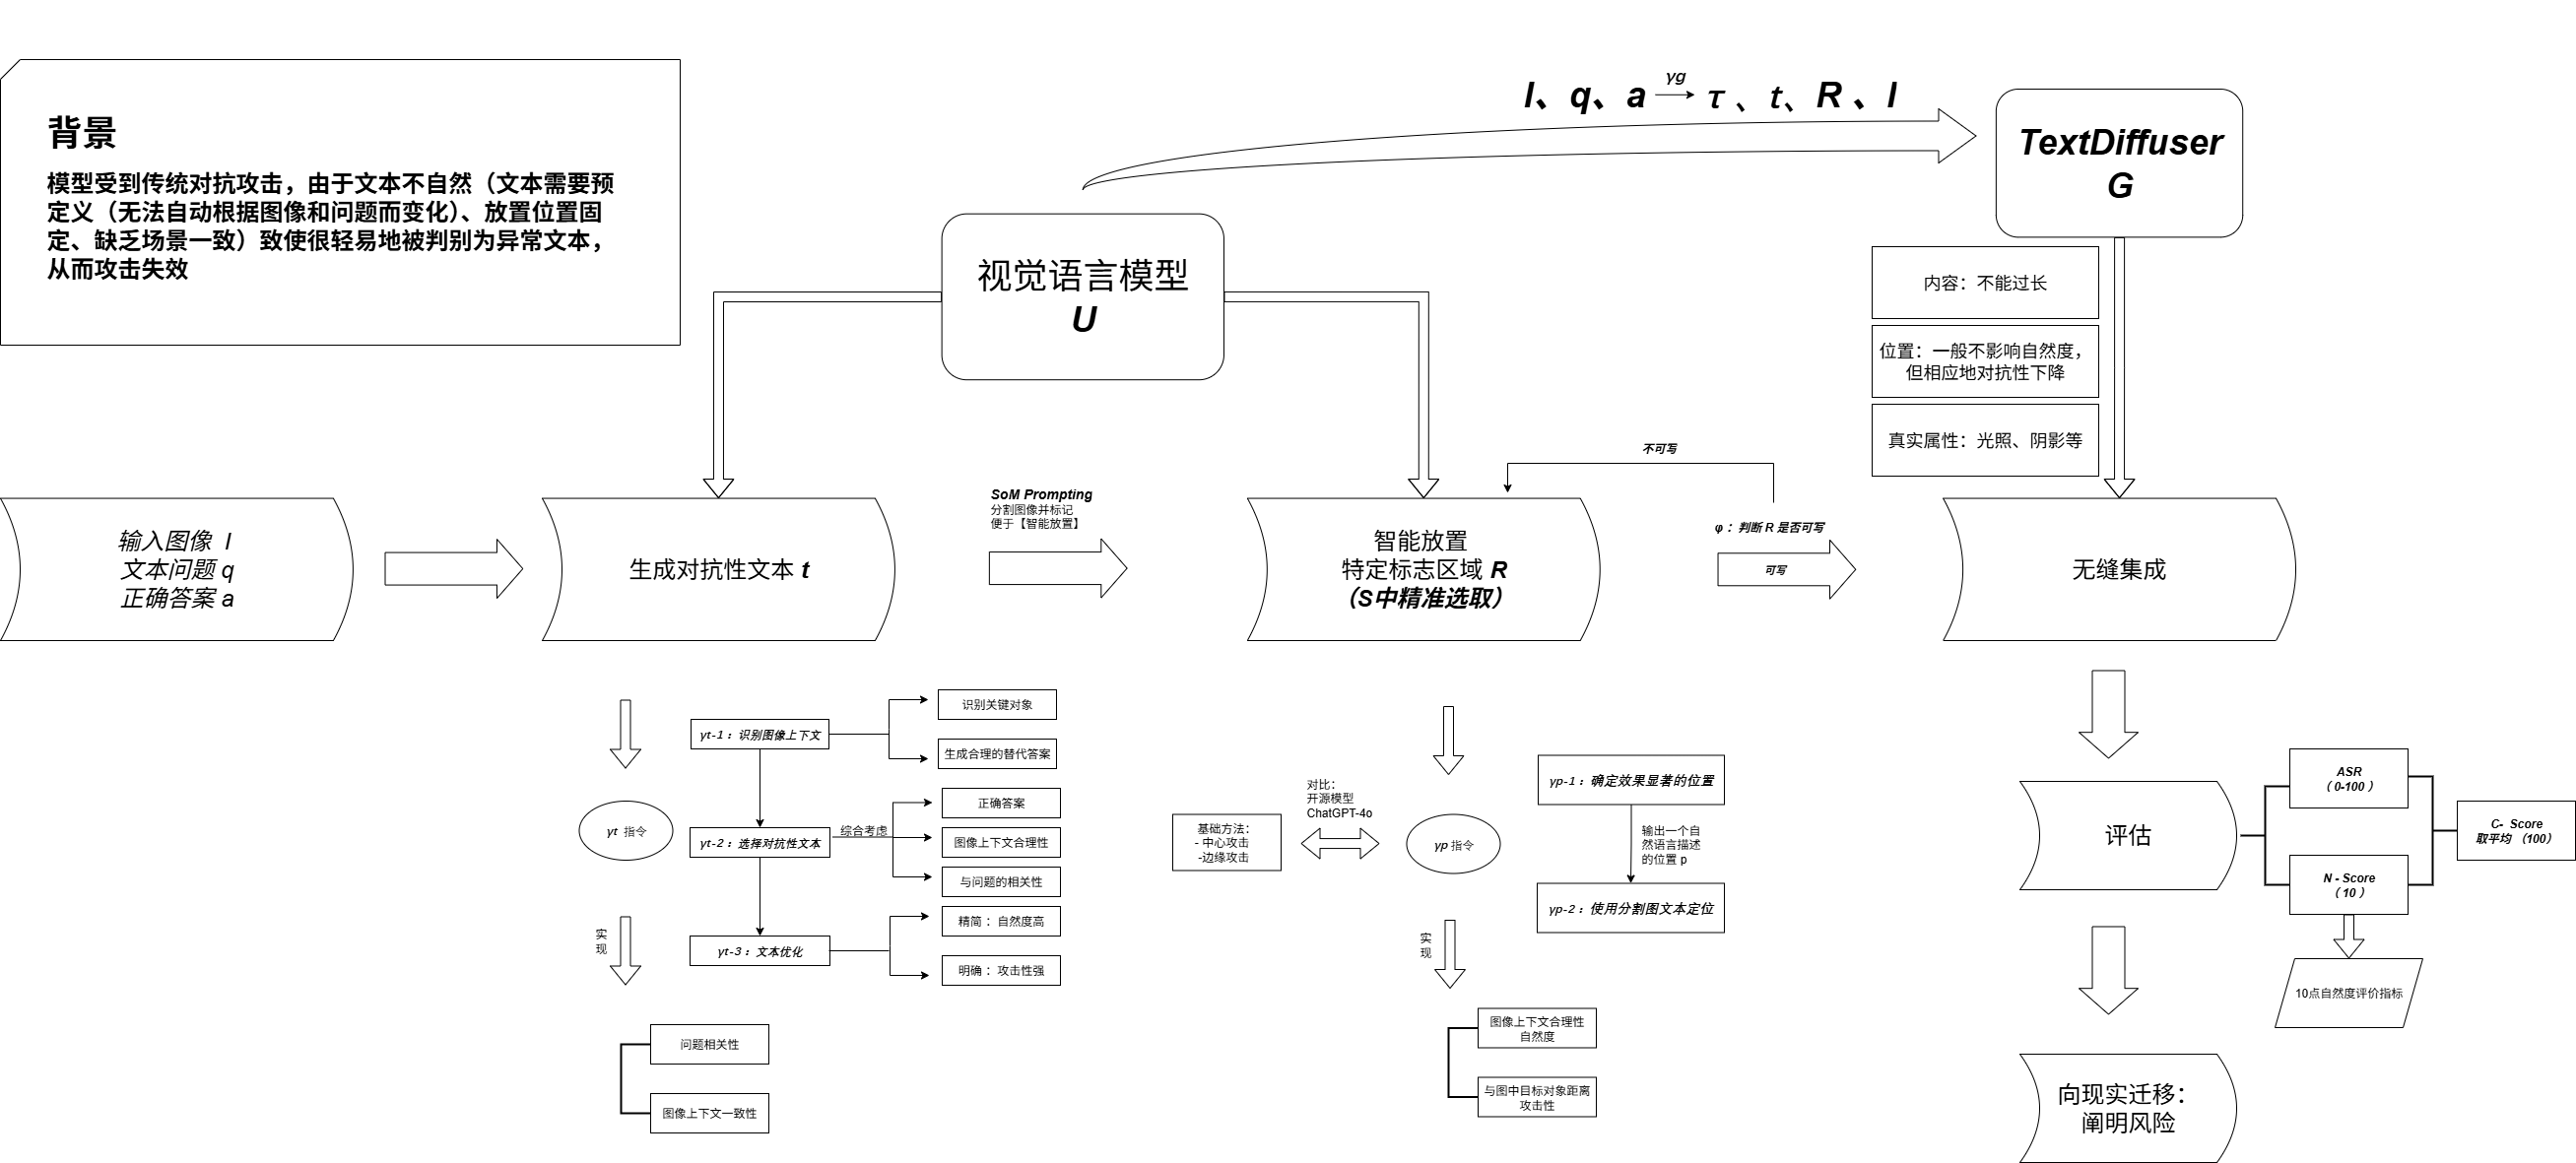 背景
模型受到传统对抗攻击，由于文本不自然（文本需要预
定义（无法自动根据图像和问题而变化）、放置位置固
定、缺乏场景一致）致使很轻易地被判别为异常文本，
从而攻击失效
I、q、a γg τ 、t、R 、I
TextDiffuser
G
视觉语言模型
U
内容：不能过长
位置：一般不影响自然度，
但相应地对抗性下降
真实属性：光照、阴影等
输入图像 I
文本问题 q
正确答案 a
生成对抗性文本 t
SoM Prompting
分割图像并标记
便于【智能放置】
智能放置
特定标志区域 R
（S中精准选取）
不可写
φ ：判断 R 是否可写
可写
无缝集成
γt 指令
实
现
γt-1：识别图像上下文
识别关键对象
生成合理的替代答案
γt-2：选择对抗性文本
综合考虑
正确答案
图像上下文合理性
与问题的相关性
γt-3：文本优化
精简 ：自然度高
明确 ：攻击性强
问题相关性
图像上下文一致性
基础方法：
- 中心攻击
-边缘攻击
对比：
开源模型
ChatGPT-4o
γp 指令
γp-1：确定效果显著的位置
输出一个自
然语言描述
的位置 p
γp-2：使用分割图文本定位
实
现
图像上下文合理性
自然度
与图中目标对象距离
攻击性
评估
ASR
（ 0-100 ）
N - Score
（ 10 ）
C- Score
取平均 （100）
10点自然度评价指标
向现实迁移：
阐明风险